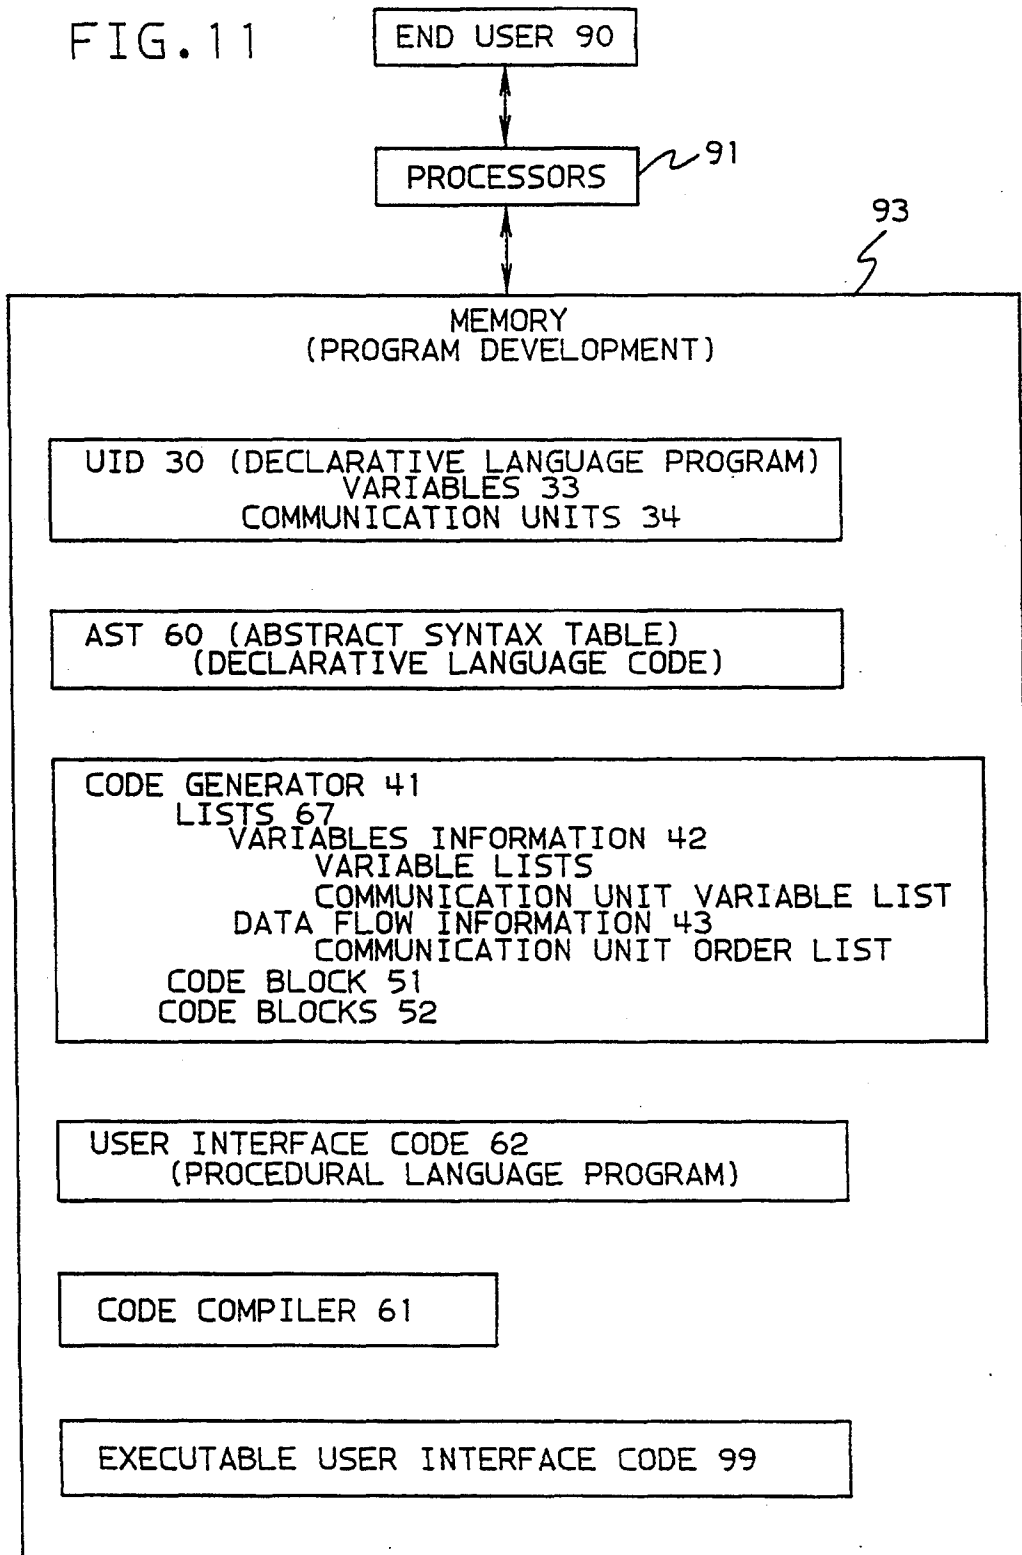 FIG.11
END USER 90
PROCESSORS
91
93
MEMORY
(PROGRAM DEVELOPMENT)
UID 30 (DECLARATIVE LANGUAGE PROGRAM)
VARIABLES 33
COMMUNICATION UNITS 34
AST 60 (ABSTRACT SYNTAX TABLE)
(DECLARATIVE LANGUAGE CODE)
CODE GENERATOR 41
LISTS 67
VARIABLES INFORMATION 42
VARIABLE LISTS
COMMUNICATION UNIT VARIABLE LIST
DATA FLOW INFORMATION 43
COMMUNICATION UNIT ORDER LIST
CODE BLOCK 51
CODE BLOCKS 52
USER INTERFACE CODE 62
(PROCEDURAL LANGUAGE PROGRAM)
CODE COMPILER 61
EXECUTABLE USER INTERFACE CODE 99